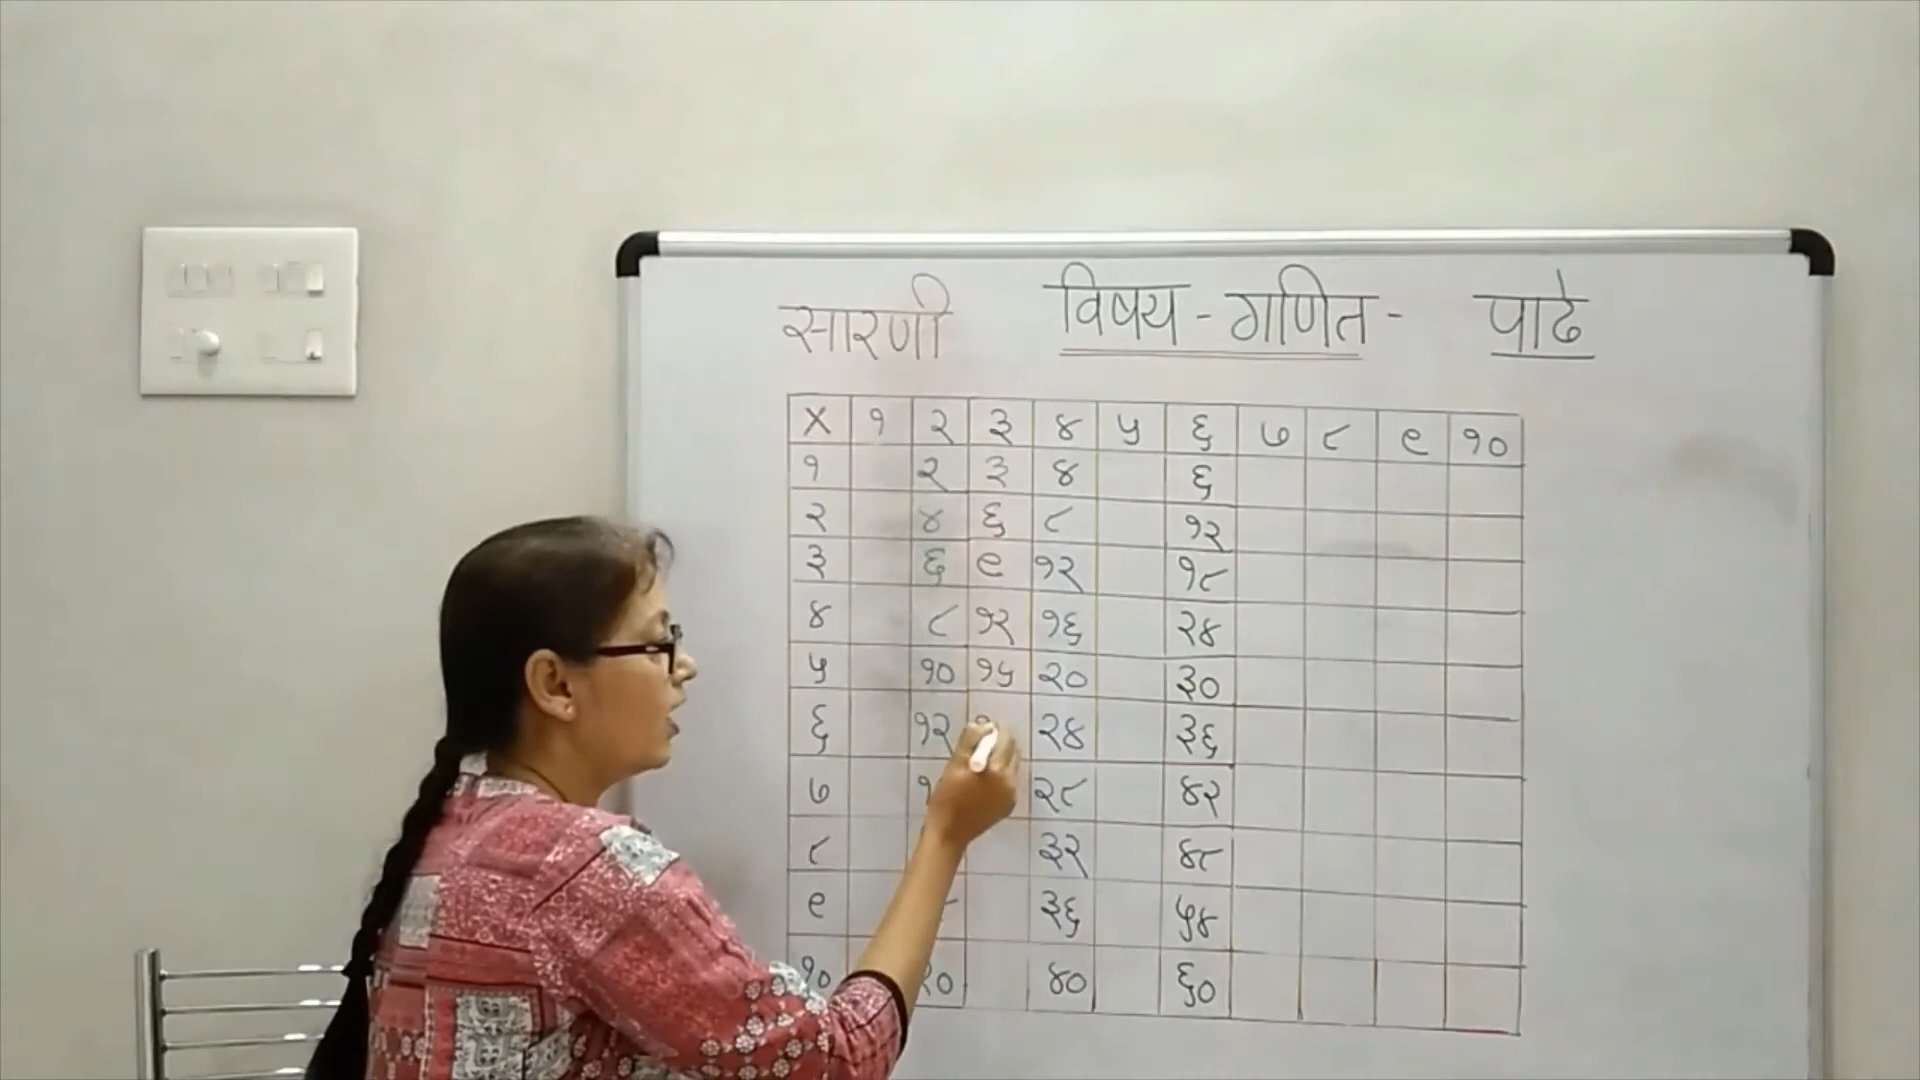 सारणी विषय - गणित - पाढे
X १ २ ३ ४ ५ ६ ७ ८ ९ १०
१ २ ३ ४ ६
२ ४ ६ ८ १२
३ ६ ९ १२ १८
४ ८ १२ १६ २४
५ १० १५ २० ३०
६ १२ २४ ३६
७ २८ ४२
८ ३२ ४८
९ ३६ ५४
१० २० ४० ६०